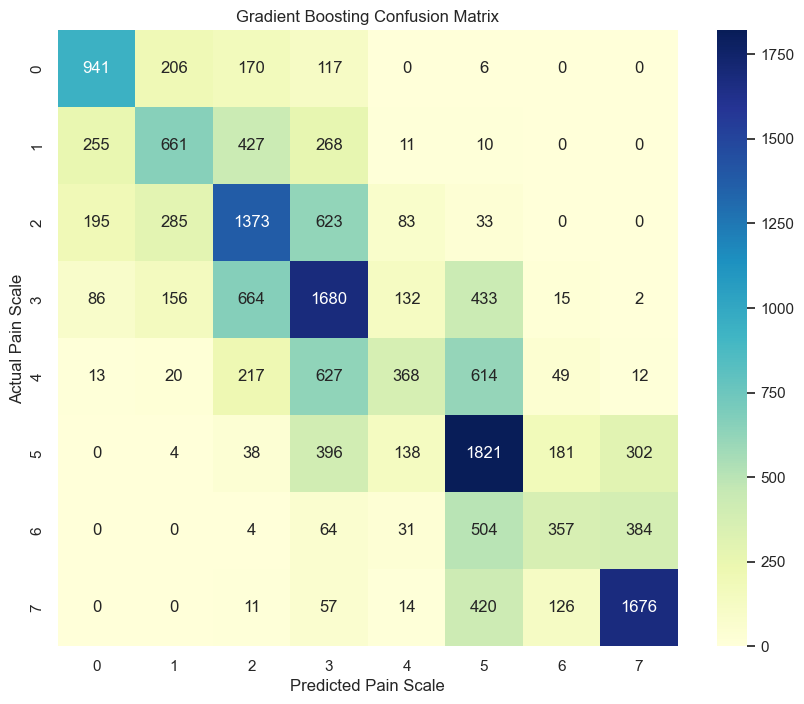 Gradient Boosting Confusion Matrix
Actual Pain Scale
0 941 206 170 117 0 6 0 0
1 255 661 427 268 11 10 0 0
2 195 285 1373 623 83 33 0 0
3 86 156 664 1680 132 433 15 2
4 13 20 217 627 368 614 49 12
5 0 4 38 396 138 1821 181 302
6 0 0 4 64 31 504 357 384
7 0 0 11 57 14 420 126 1676
0 1 2 3 4 5 6 7
Predicted Pain Scale
1750
1500
1250
1000
750
500
250
0